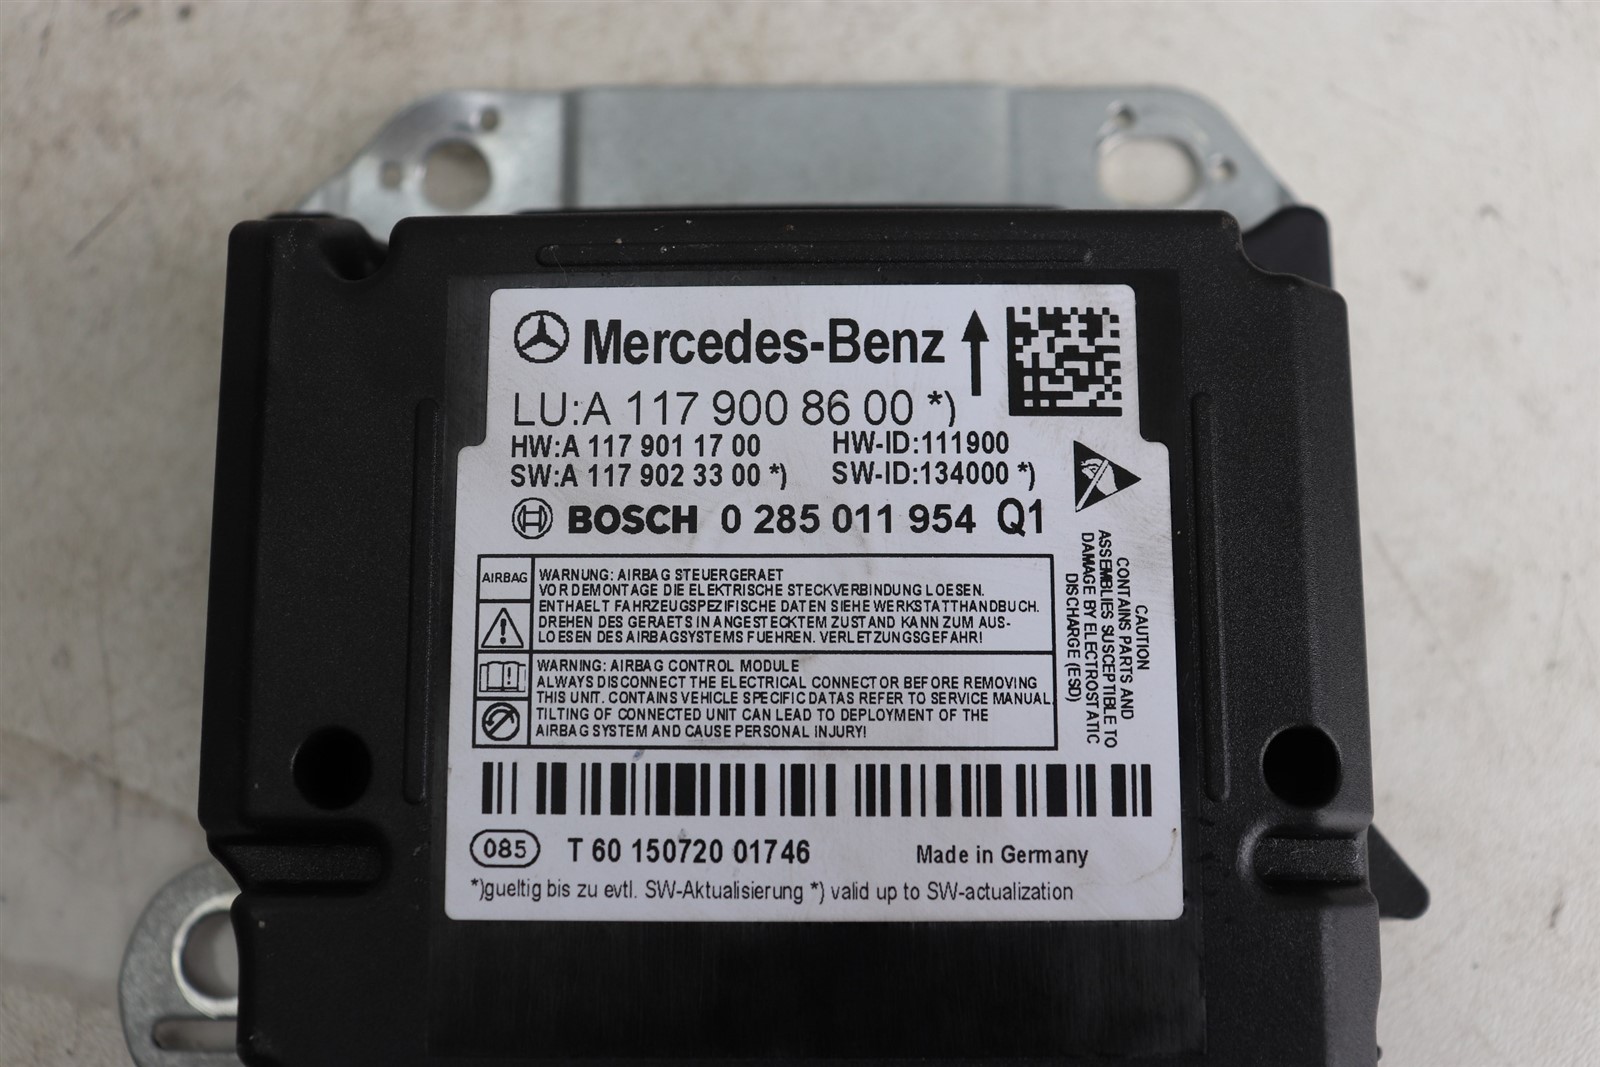 Mercedes-Benz
LU:A 117 900 86 00 *)
HW:A 117 901 17 00 HW-ID:111900
SW:A 117 902 33 00 *) SW-ID:134000 *)
BOSCH 0 285 011 954 Q1
AIRBAG
WARNUNG: AIRBAG STEUERGERAET
VOR DEMONTAGE DIE ELEKTRISCHE STECKVERBINDUNG LOESEN.
ENTHAELT FAHRZEUGSPEZIFISCHE DATEN SIEHE WERKSTATTHANDBUCH.
DREHEN DES GERAETS IN ANGESTECKTEM ZUSTAND KANN ZUM AUS-
LOESEN DES AIRBAGSYSTEMS FUEHREN. VERLETZUNGSGEFAHR!
WARNING: AIRBAG CONTROL MODULE
ALWAYS DISCONNECT THE ELECTRICAL CONNECTOR BEFORE REMOVING
THIS UNIT. CONTAINS VEHICLE SPECIFIC DATAS REFER TO SERVICE MANUAL.
TILTING OF CONNECTED UNIT CAN LEAD TO DEPLOYMENT OF THE
AIRBAG SYSTEM AND CAUSE PERSONAL INJURY!
CAUTION
CONTAINS PARTS AND
ASSEMBLIES SUSCEPTIBLE TO
DAMAGE BY ELECTROSTATIC
DISCHARGE (ESD)
085 T 60 150720 01746 Made in Germany
*)gueltig bis zu evtl. SW-Aktualisierung *) valid up to SW-actualization